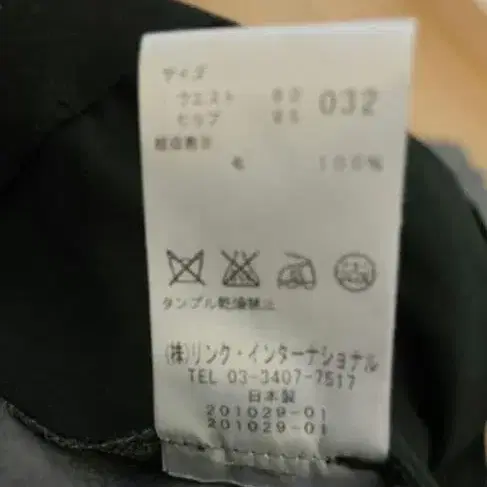 サイズ
ウエスト 80 032
ヒップ
毛 100%
タンブル乾燥禁止
(株)リンク・インターナショナル
TEL 03-3407-7517
日本製
201029-01
201029-01